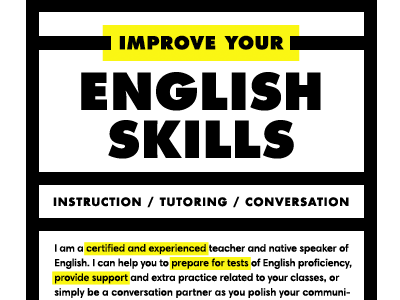 IMPROVE YOUR
ENGLISH
SKILLS
INSTRUCTION / TUTORING / CONVERSATION
I am a certified and experienced teacher and native speaker of
English. I can help you to prepare for tests of English proficiency,
provide support and extra practice related to your classes, or
simply be a conversation partner as you polish your communi-